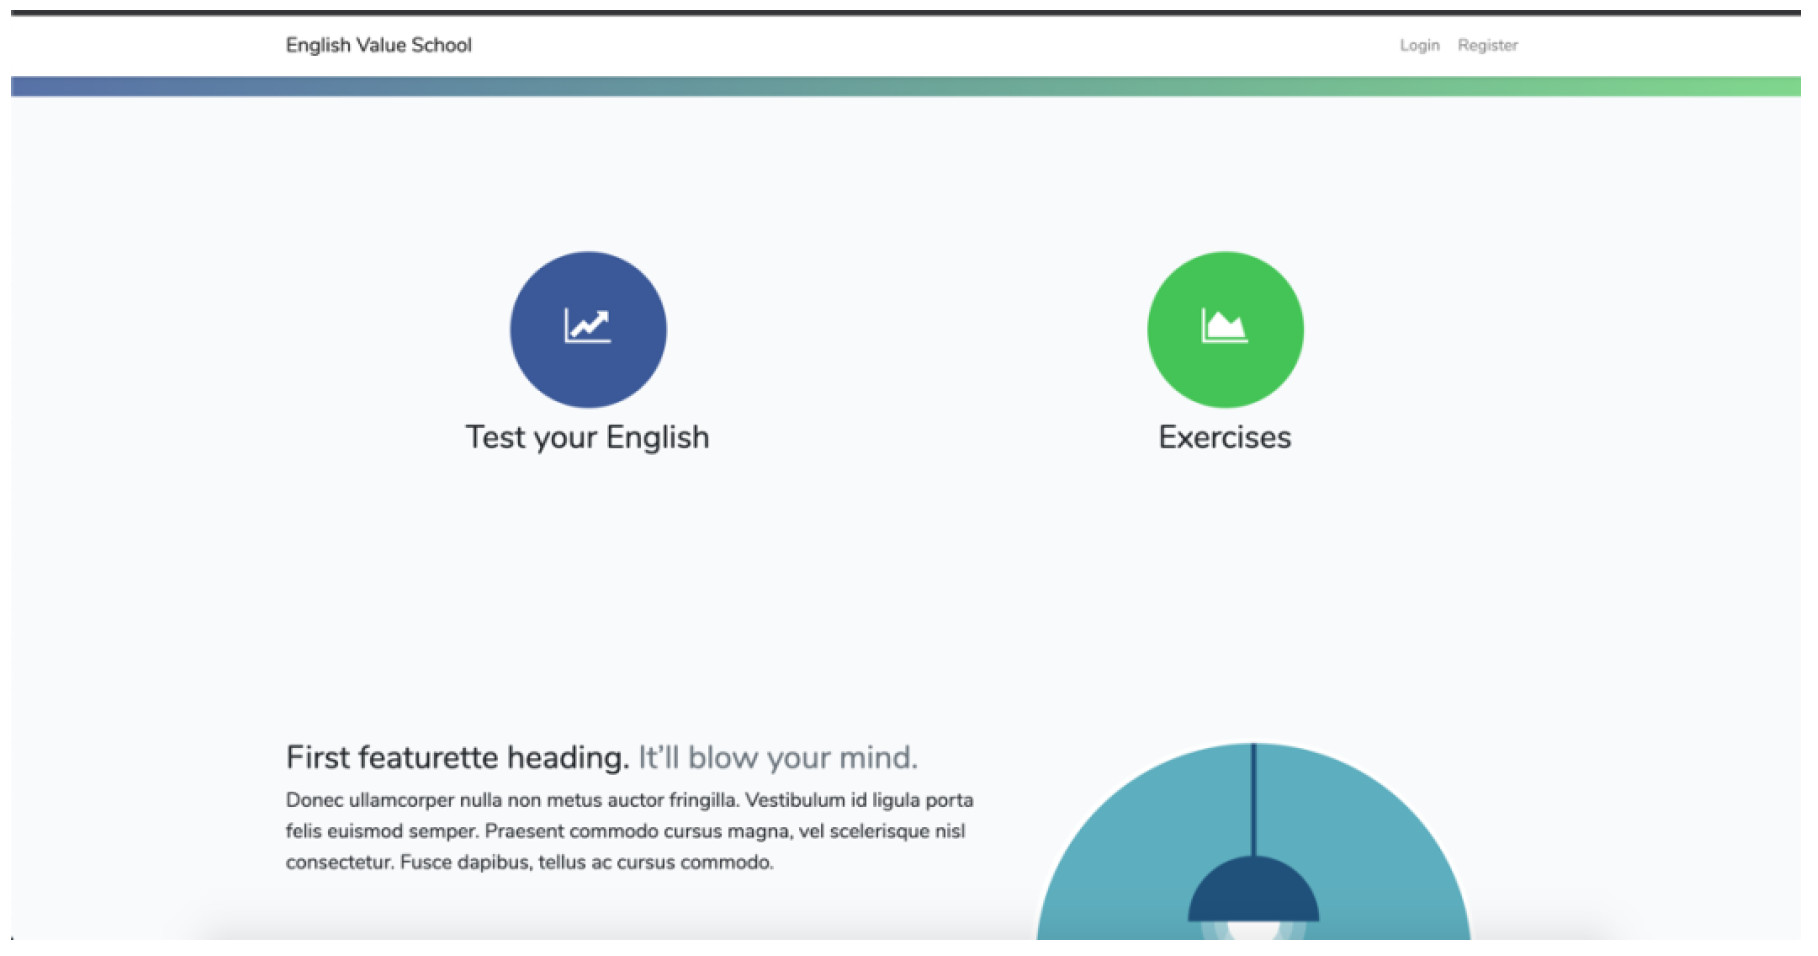 English Value School
Login Register
Test your English
Exercises
First featurette heading. It’ll blow your mind.
Donec ullamcorper nulla non metus auctor fringilla. Vestibulum id ligula porta
felis euismod semper. Praesent commodo cursus magna, vel scelerisque nisl
consectetur. Fusce dapibus, tellus ac cursus commodo.